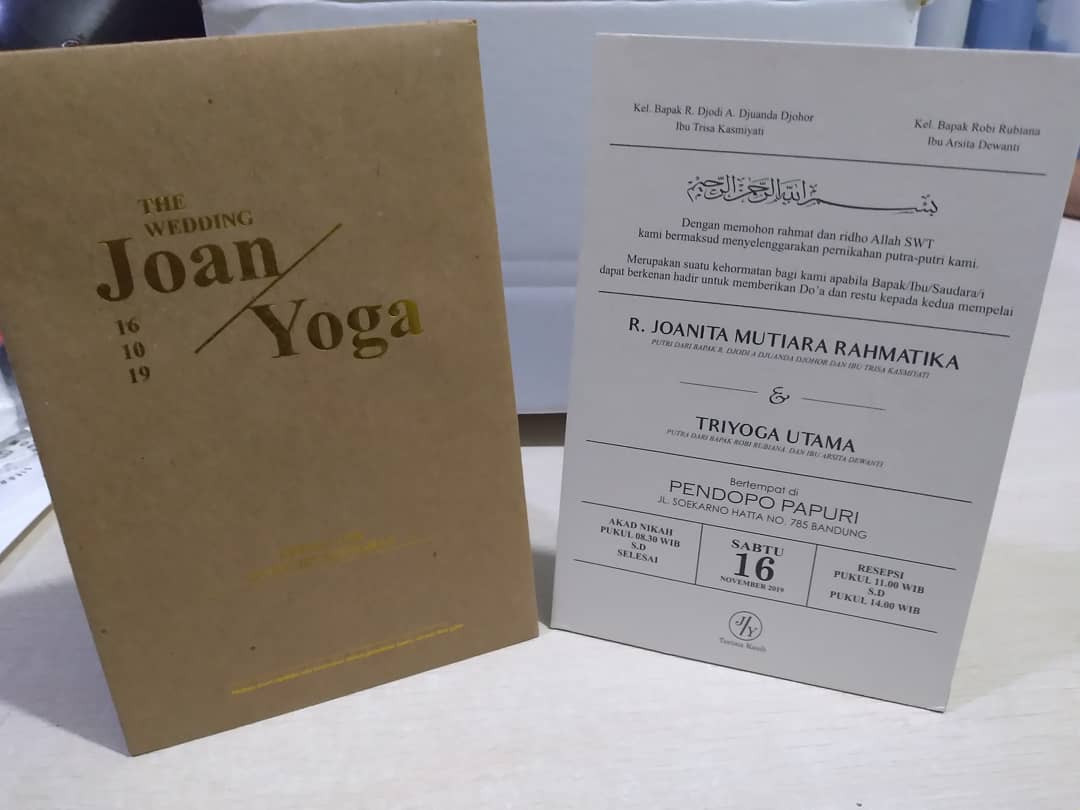 THE
WEDDING
Joan
Yoga
16
10
19
Kel. Bapak R. Djodi A. Djuanda Djohor
Ibu Trisa Kasmiyati
Kel. Bapak Robi Rubiana
Ibu Arsita Dewanti
بِسْمِ اللهِ الرَّحْمٰنِ الرَّحِيْمِ
Dengan memohon rahmat dan ridho Allah SWT
kami bermaksud menyelenggarakan pernikahan putra-putri kami.
Merupakan suatu kehormatan bagi kami apabila Bapak/Ibu/Saudara/i
dapat berkenan hadir untuk memberikan Do'a dan restu kepada kedua mempelai
R. JOANITA MUTIARA RAHMATIKA
PUTRI DARI BAPAK R. DJODI A DJUANDA DJOHOR DAN IBU TRISA KASMIYATI
&
TRIYOGA UTAMA
PUTRA DARI BAPAK ROBI RUBIANA DAN IBU ARSITA DEWANTI
Bertempat di
PENDOPO PAPURI
JL. SOEKARNO HATTA NO. 785 BANDUNG
AKAD NIKAH
PUKUL 08.30 WIB
S.D
SELESAI
SABTU
16
NOVEMBER 2019
RESEPSI
PUKUL 11.00 WIB
S.D
PUKUL 14.00 WIB
J/Y
Terima Kasih